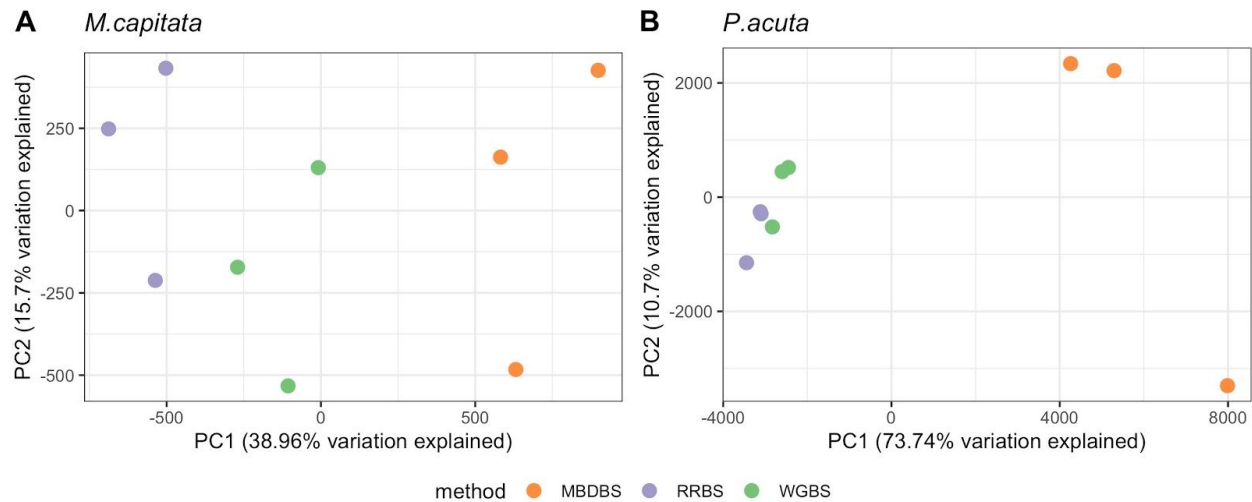 A M.capitata
PC2 (15.7% variation explained)
250
0
-250
-500
-500 0 500
PC1 (38.96% variation explained)
B P.acuta
PC2 (10.7% variation explained)
2000
0
-2000
-4000 0 4000 8000
PC1 (73.74% variation explained)
method MBDBS RRBS WGBS